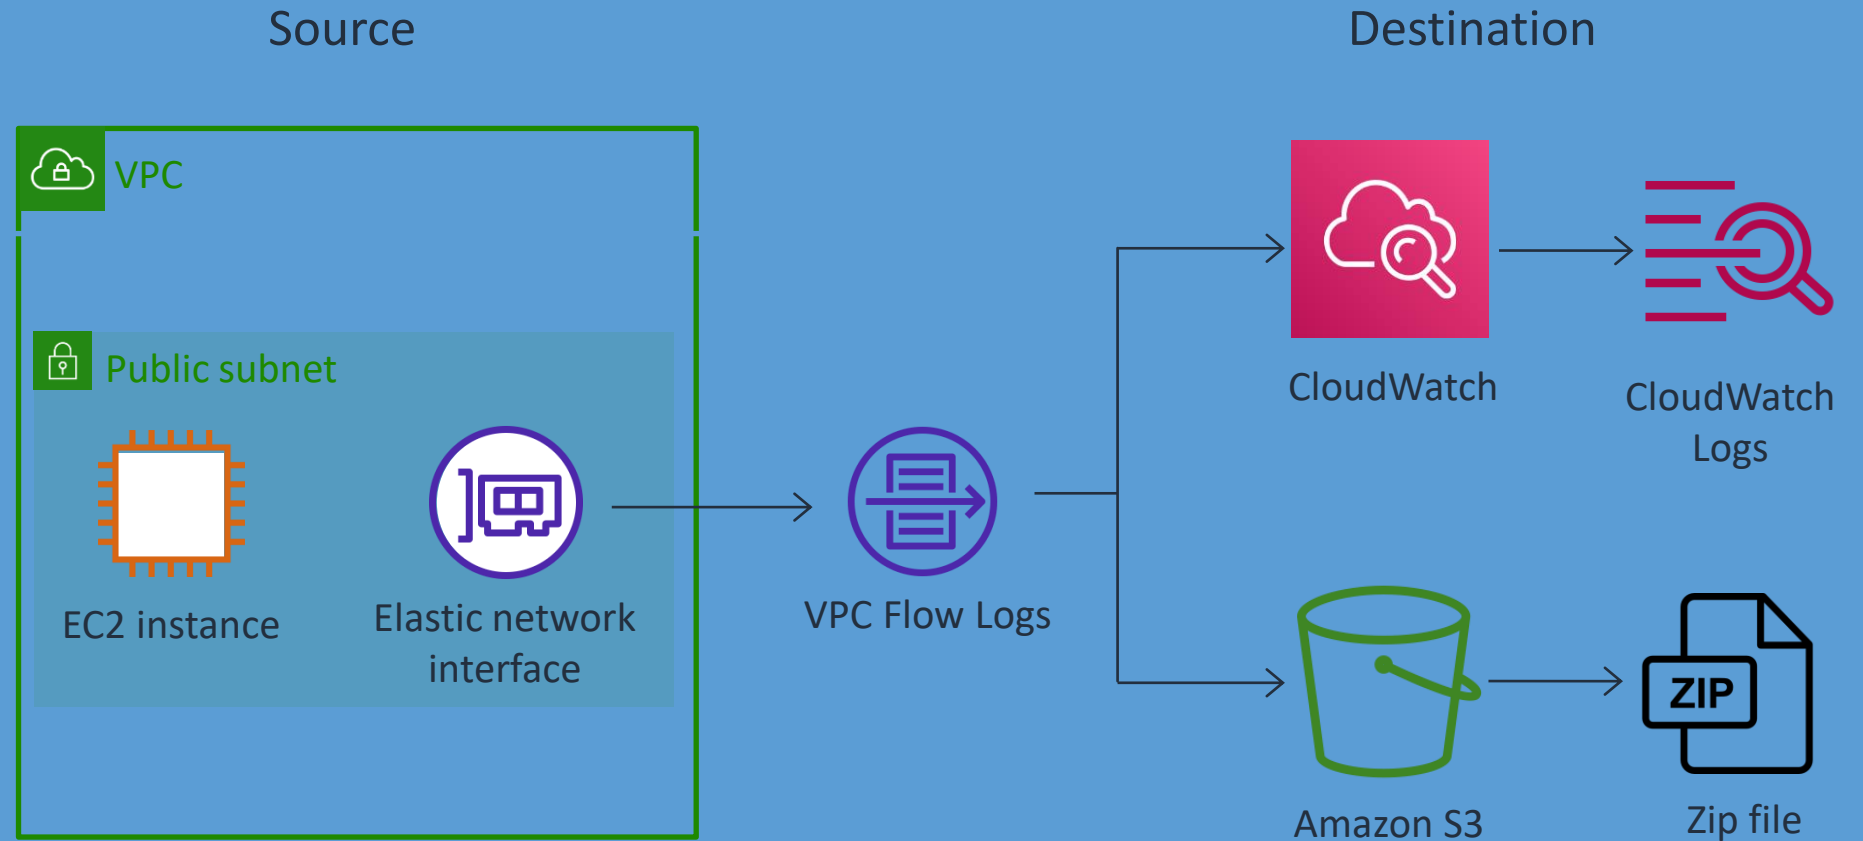 Source
Destination
VPC
Public subnet
EC2 instance
Elastic network
interface
VPC Flow Logs
CloudWatch
CloudWatch
Logs
Amazon S3
ZIP
Zip file